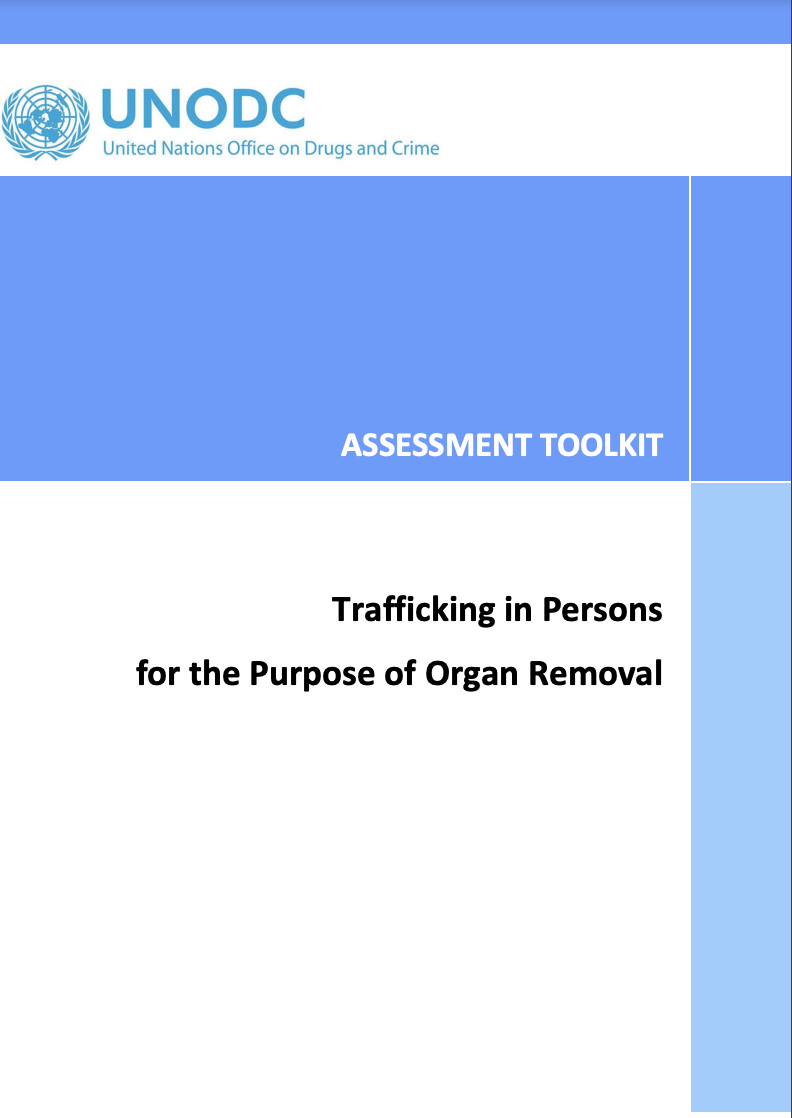 UNODC
United Nations Office on Drugs and Crime
ASSESSMENT TOOLKIT
Trafficking in Persons
for the Purpose of Organ Removal